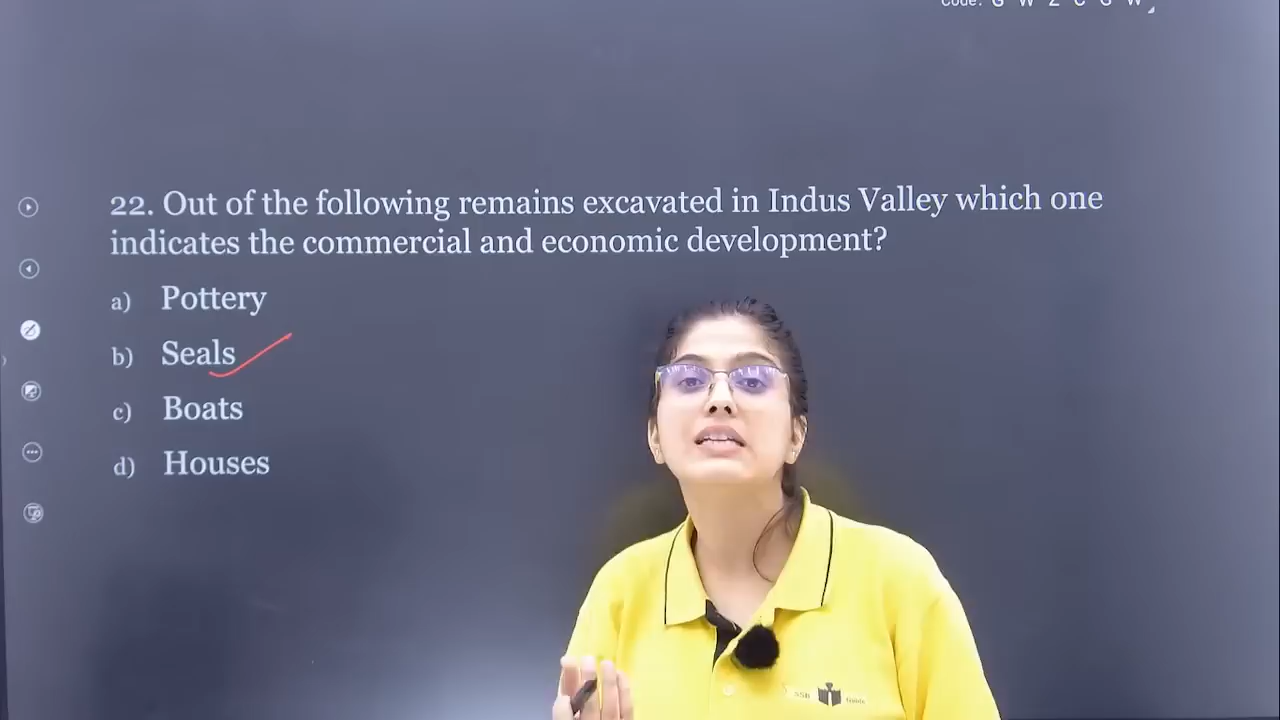 22. Out of the following remains excavated in Indus Valley which one
indicates the commercial and economic development?
a) Pottery
b) Seals
c) Boats
d) Houses
SSB